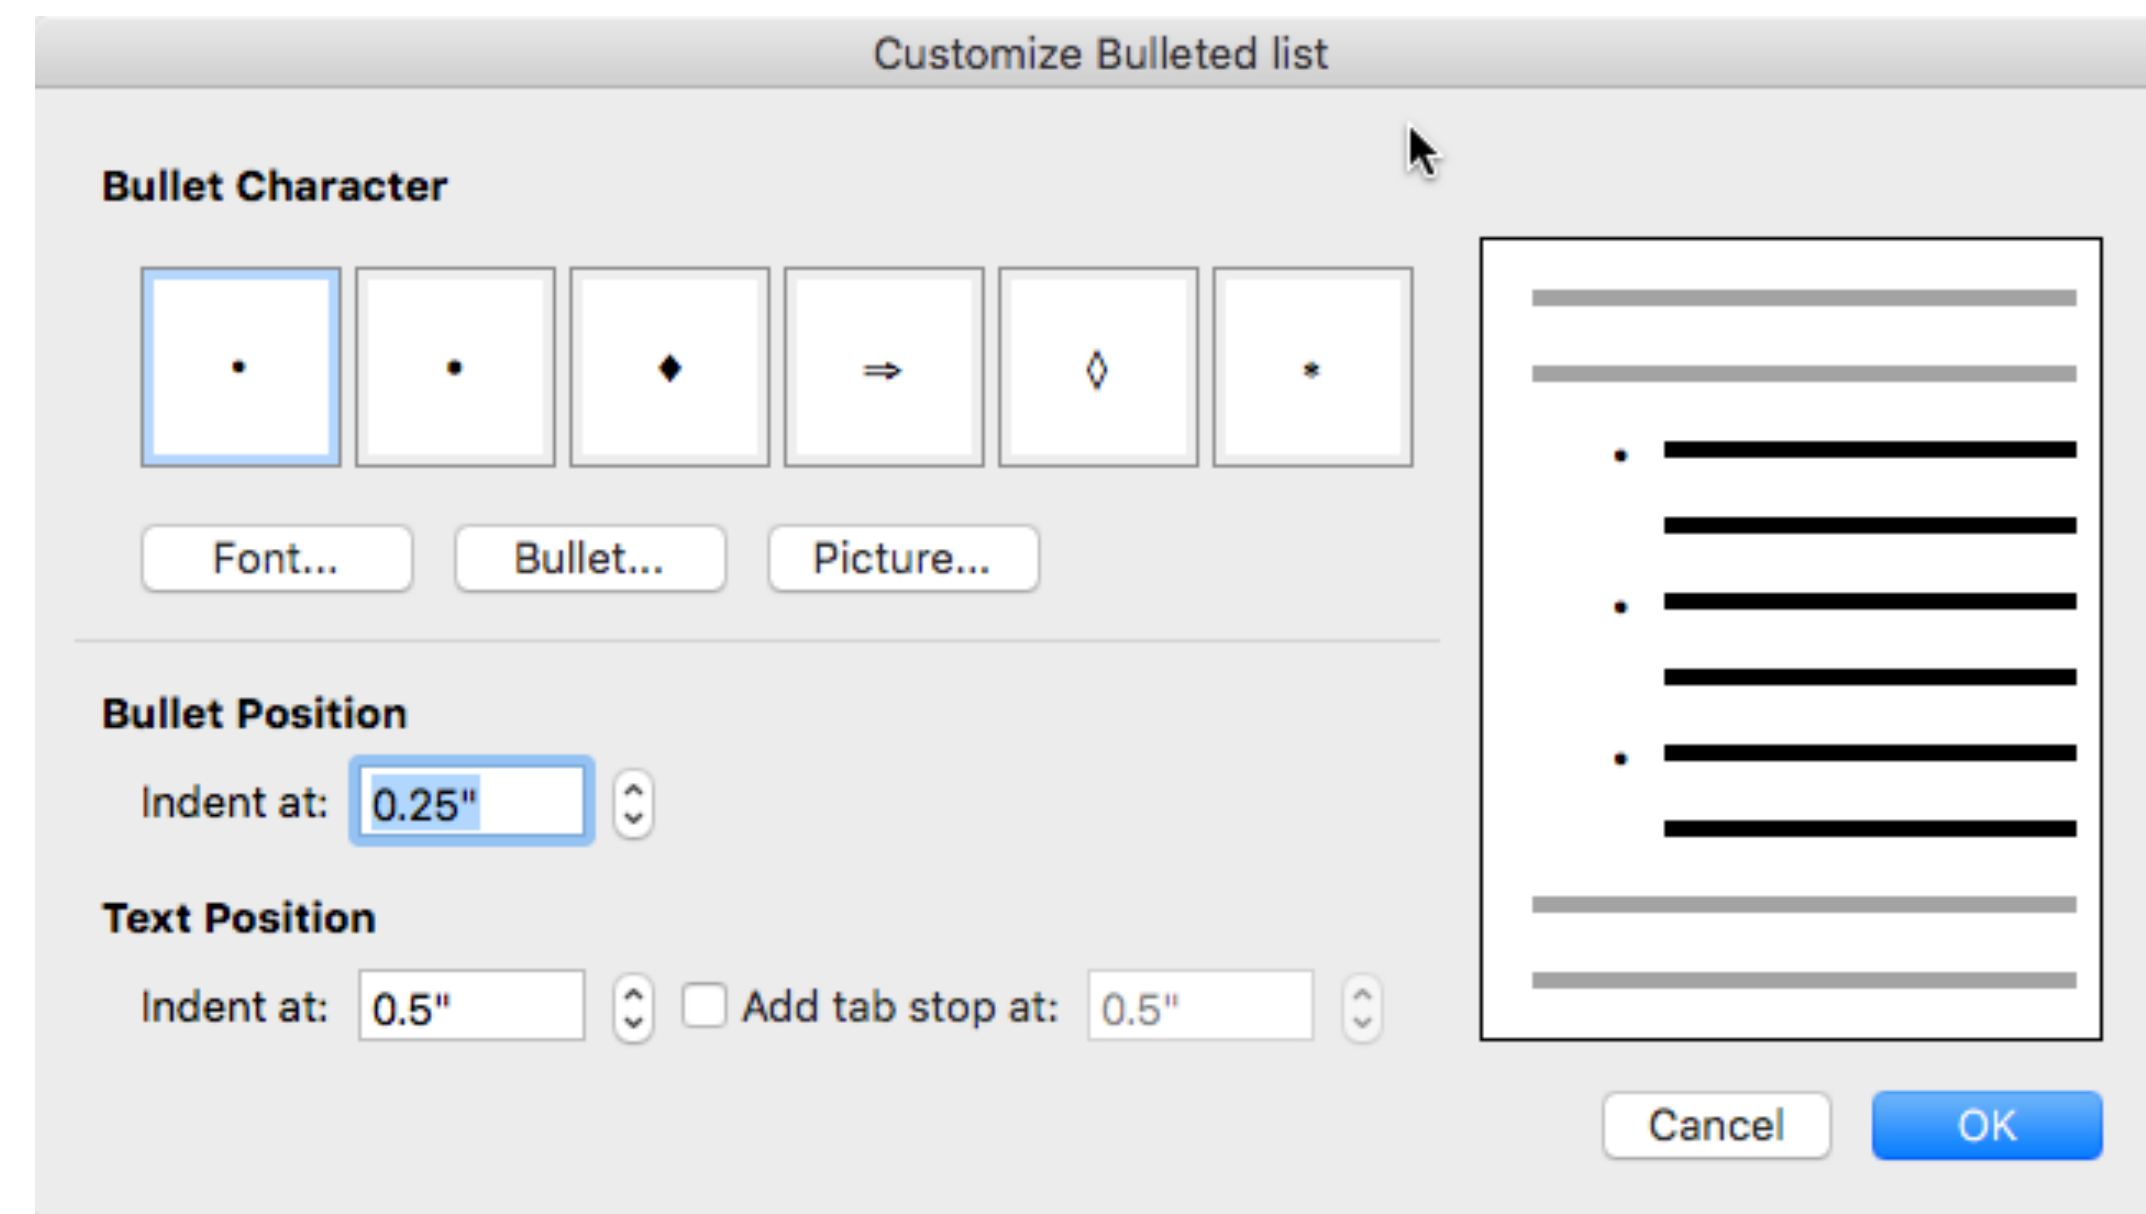 Customize Bulleted list
Bullet Character
• • ♦ ⇒ ◊ *
Font... Bullet... Picture...
Bullet Position
Indent at: 0.25"
Text Position
Indent at: 0.5" Add tab stop at: 0.5"
Cancel OK